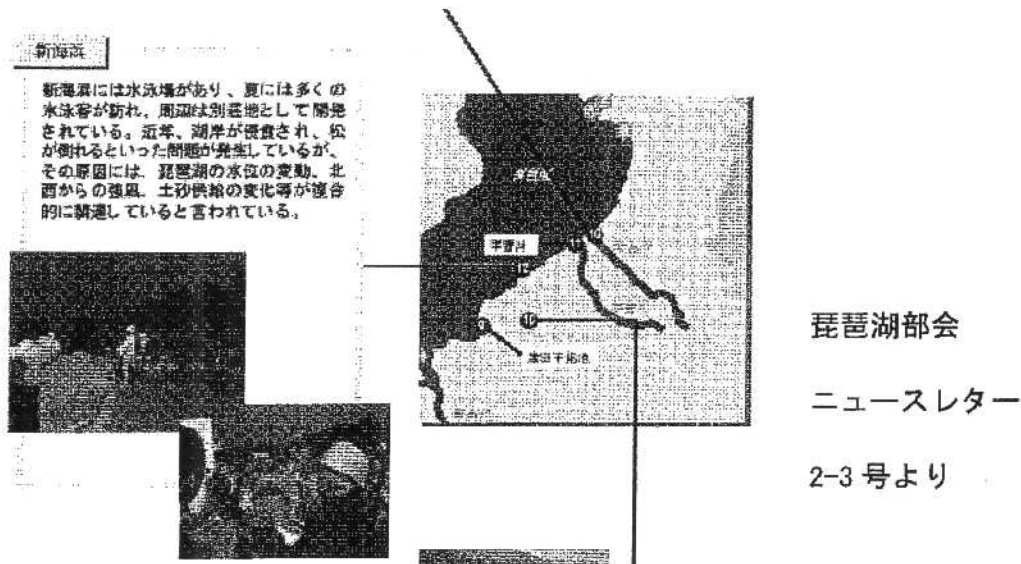 新海浜
新海浜には水泳場があり、夏には多くの
水泳客が訪れ、周辺は別荘地として開発
されている。近年、湖岸が侵食され、松
が倒れるといった問題が発生しているが、
その原因には、琵琶湖の水位の変動、北
西からの強風、土砂供給の変化等が複合
的に関連していると言われている。
琵琶湖部会
ニュースレター
2-3 号より